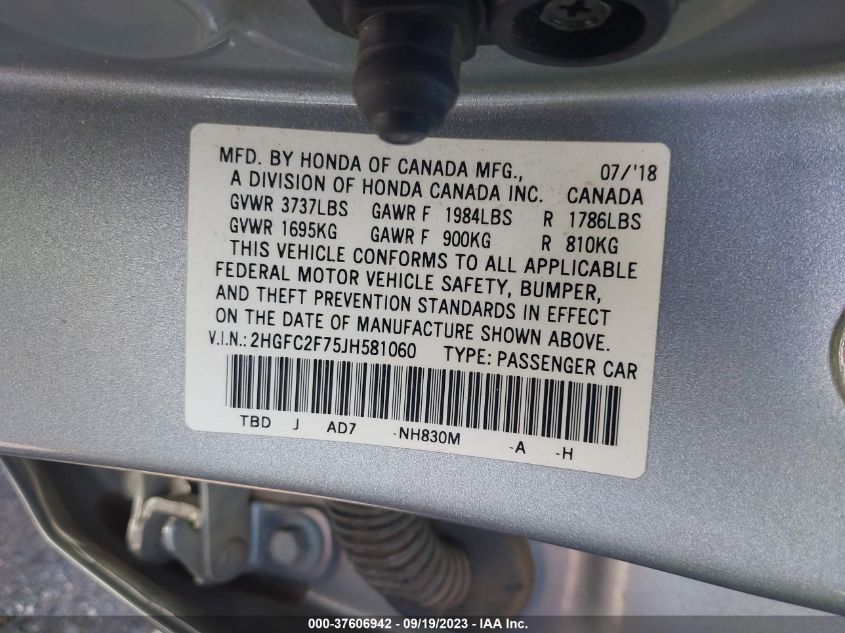 MFD. BY HONDA OF CANADA MFG., 07/'18
A DIVISION OF HONDA CANADA INC. CANADA
GVWR 3737LBS GAWR F 1984LBS R 1786LBS
GVWR 1695KG GAWR F 900KG R 810KG
THIS VEHICLE CONFORMS TO ALL APPLICABLE
FEDERAL MOTOR VEHICLE SAFETY, BUMPER,
AND THEFT PREVENTION STANDARDS IN EFFECT
ON THE DATE OF MANUFACTURE SHOWN ABOVE.
V.I.N.: 2HGFC2F75JH581060 TYPE: PASSENGER CAR
TBD J AD7 -NH830M -A -H
000-37606942 / 09/19/2023 - IAA Inc.